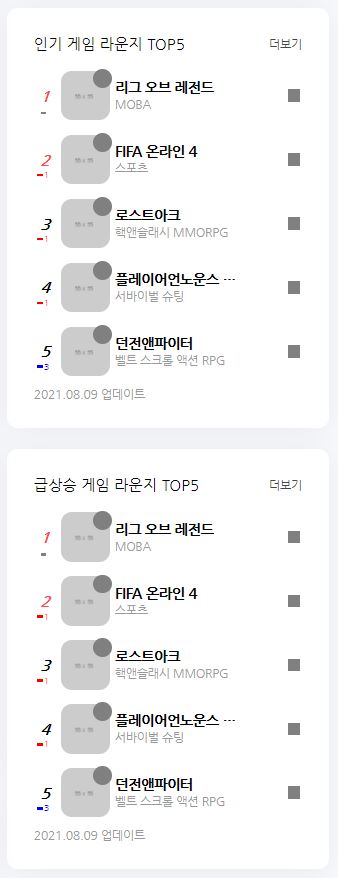 인기 게임 라운지 TOP5 더보기
1 리그 오브 레전드
MOBA
2 FIFA 온라인 4
1 스포츠
3 로스트아크
1 핵앤슬래시 MMORPG
4 플레이어언노운스 ···
1 서바이벌 슈팅
5 던전앤파이터
3 벨트 스크롤 액션 RPG
2021.08.09 업데이트
급상승 게임 라운지 TOP5 더보기
1 리그 오브 레전드
MOBA
2 FIFA 온라인 4
1 스포츠
3 로스트아크
1 핵앤슬래시 MMORPG
4 플레이어언노운스 ···
1 서바이벌 슈팅
5 던전앤파이터
3 벨트 스크롤 액션 RPG
2021.08.09 업데이트